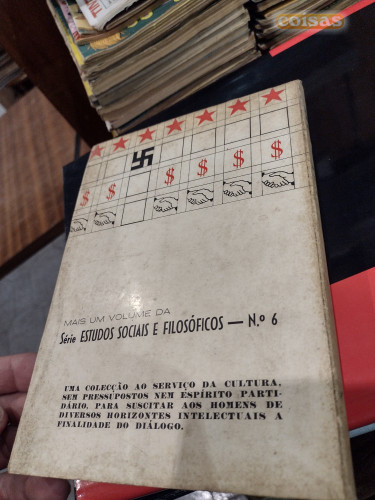 coisas
MAIS UM VOLUME DA
Série ESTUDOS SOCIAIS E FILOSÓFICOS — N.º 6
UMA COLECÇÃO AO SERVIÇO DA CULTURA,
SEM PRESSUPOSTOS NEM ESPÍRITO PARTI-
DÁRIO, PARA SUSCITAR AOS HOMENS DE
DIVERSOS HORIZONTES INTELECTUAIS A
FINALIDADE DO DIÁLOGO.